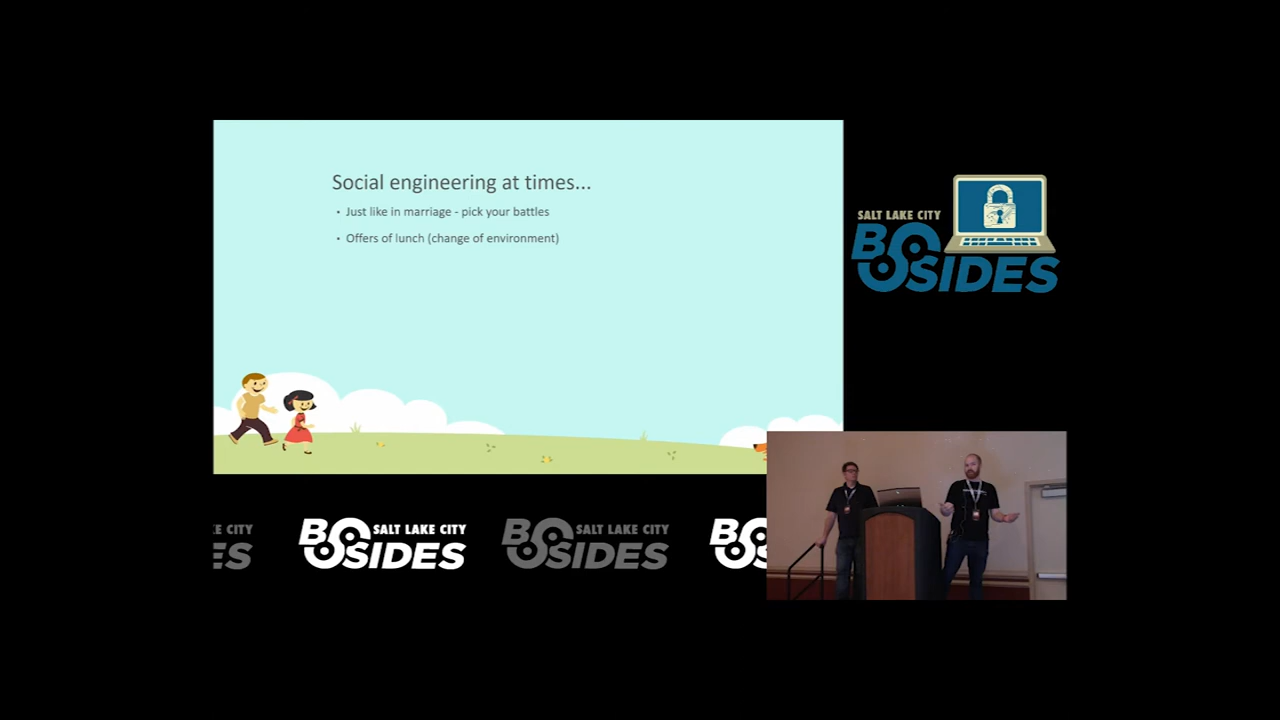 Social engineering at times...
• Just like in marriage - pick your battles
• Offers of lunch (change of environment)
SALT LAKE CITY
BSIDES
E CITY
ES
SALT LAKE CITY
BSIDES
SALT LAKE CITY
BSIDES
BS